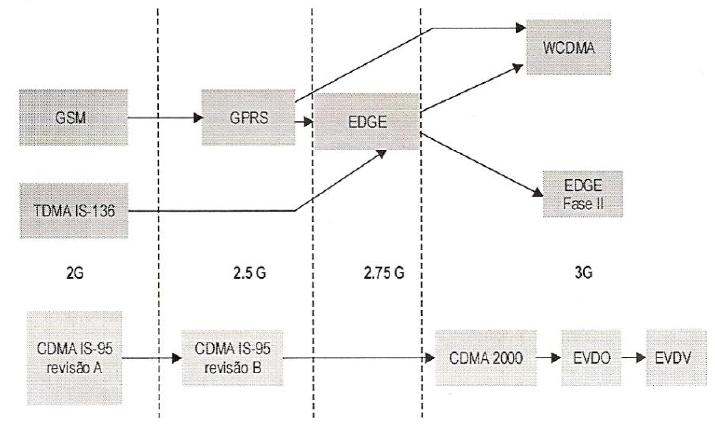 WCDMA
GSM
GPRS
EDGE
TDMA IS-136
EDGE
Fase II
2G
2.5 G
2.75 G
3G
CDMA IS-95
revisão A
CDMA IS-95
revisão B
CDMA 2000
EVDO
EVDV